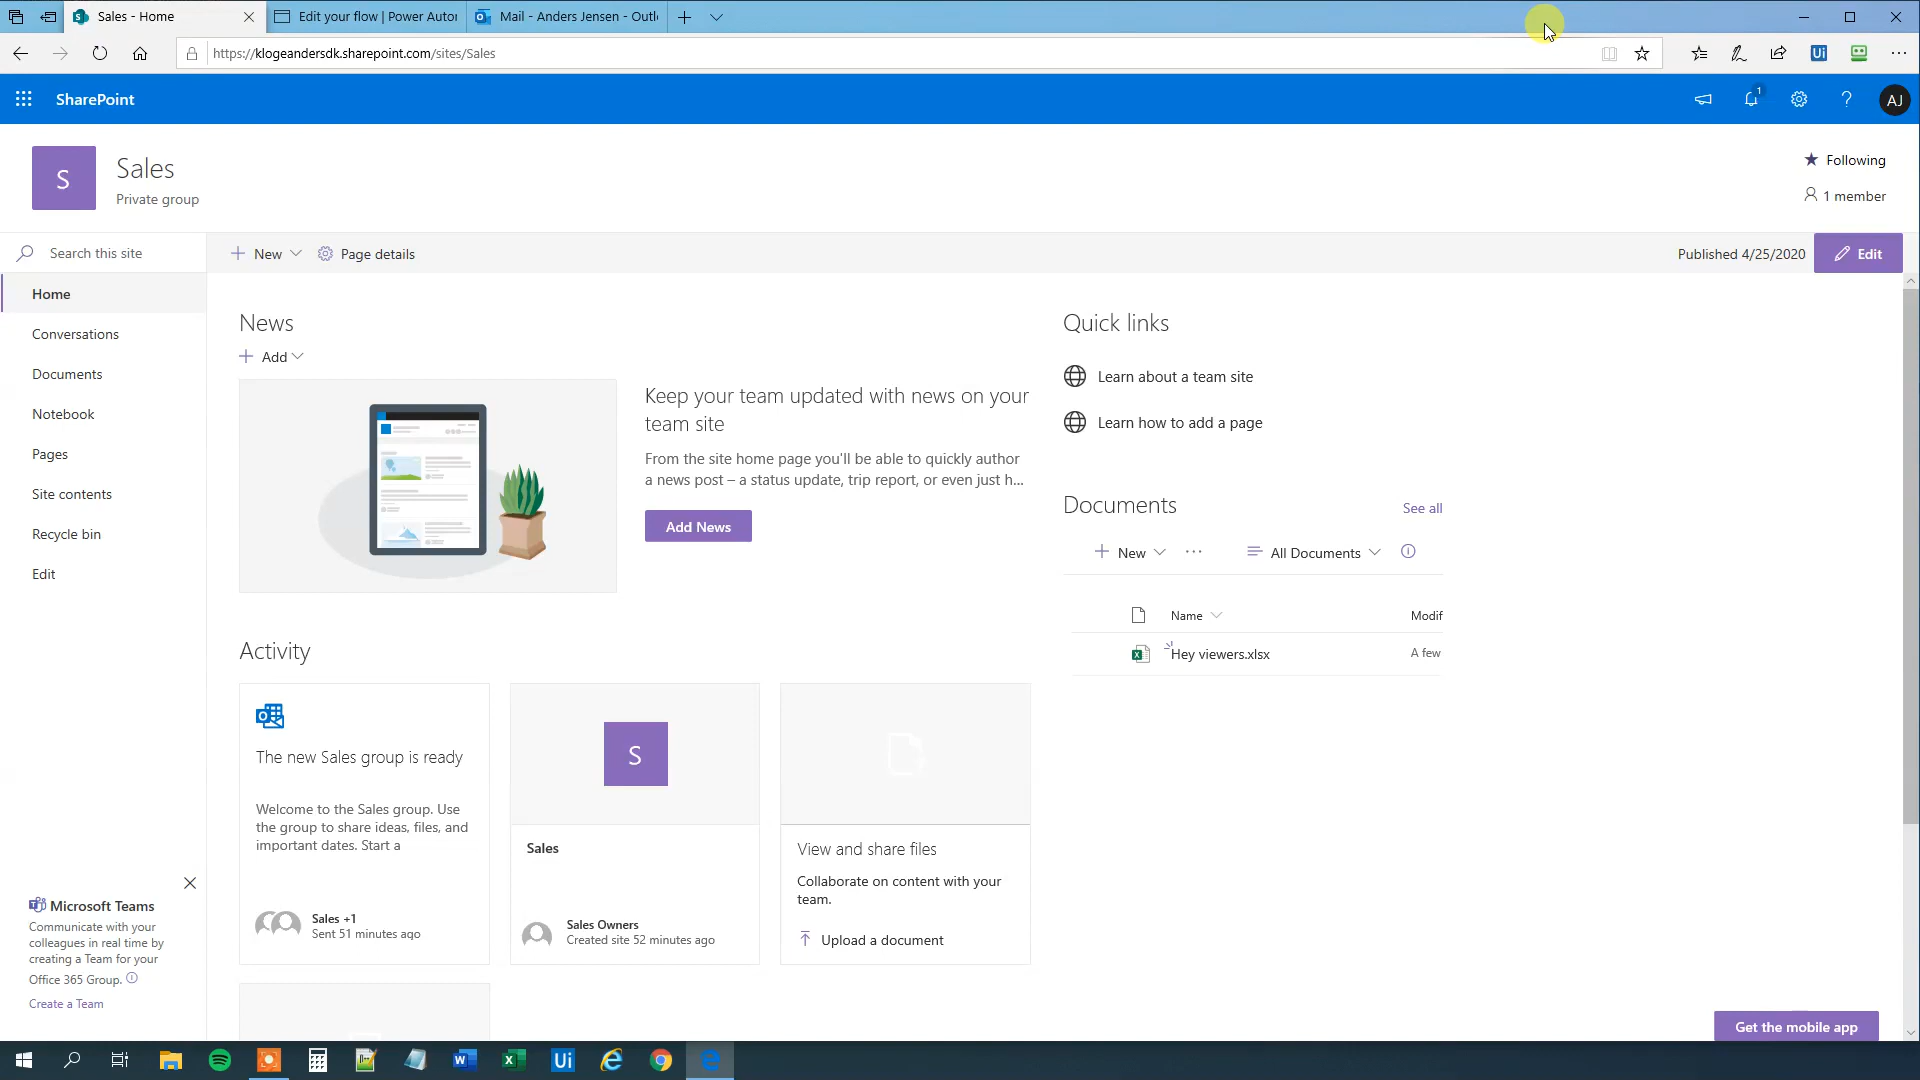 Sales - Home
Edit your flow | Power Autor
Mail - Anders Jensen - Outl
https://klogeandersdk.sharepoint.com/sites/Sales
Ui
SharePoint
1
AJ
S
Sales
Private group
Following
1 member
Search this site
New
Page details
Published 4/25/2020
Edit
Home
Conversations
Documents
Notebook
Pages
Site contents
Recycle bin
Edit
News
Add
Keep your team updated with news on your
team site
From the site home page you'll be able to quickly author
a news post – a status update, trip report, or even just h...
Add News
Quick links
Learn about a team site
Learn how to add a page
Documents
See all
New
All Documents
Name
Modif
Hey viewers.xlsx
A few
Activity
The new Sales group is ready
Welcome to the Sales group. Use
the group to share ideas, files, and
important dates. Start a
Sales +1
Sent 51 minutes ago
S
Sales
Sales Owners
Created site 52 minutes ago
View and share files
Collaborate on content with your
team.
Upload a document
Microsoft Teams
Communicate with your
colleagues in real time by
creating a Team for your
Office 365 Group.
Create a Team
Get the mobile app
Ui